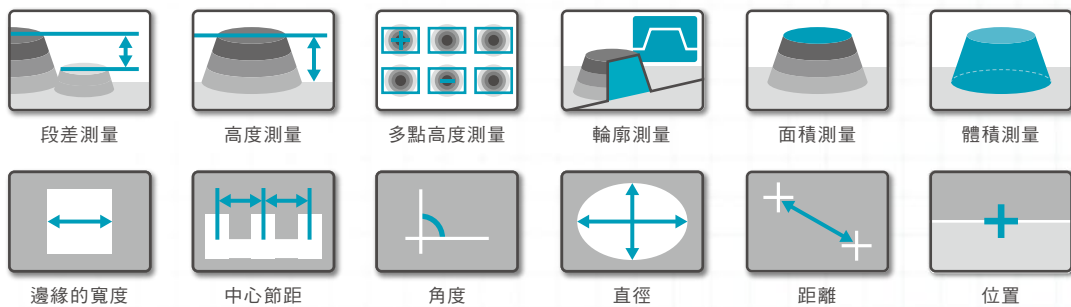 段差測量
高度測量
多點高度測量
輪廓測量
面積測量
體積測量
邊緣的寬度
中心節距
角度
直徑
距離
位置